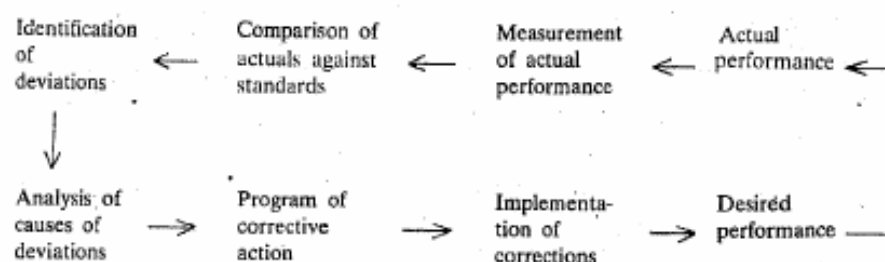 Identification
of
deviations
Comparison of
actuals against
standards
Measurement
of actual
performance
Actual
performance
Analysis of
causes of
deviations
Program of
corrective
action
Implementa-
tion of
corrections
Desired
performance